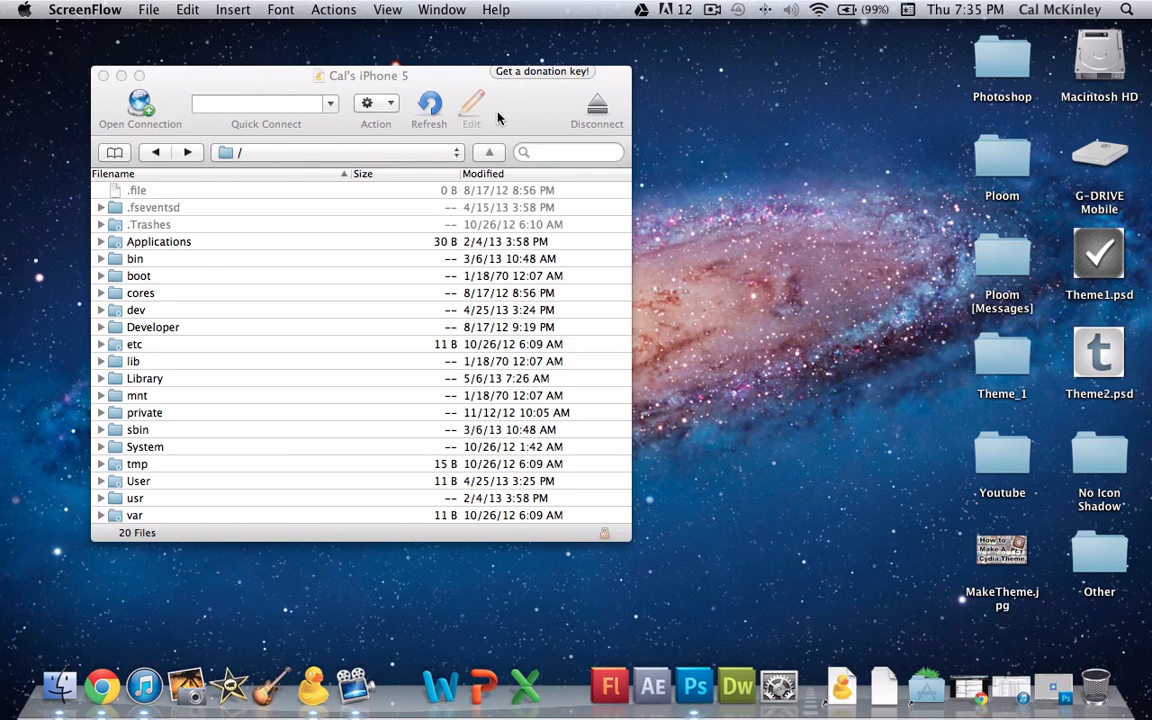 ScreenFlow File Edit Insert Font Actions View Window Help 12 (99%) Thu 7:35 PM Cal McKinley
Cal's iPhone 5
Get a donation key!
Open Connection Quick Connect Action Refresh Edit Disconnect
/
Filename Size Modified
.file 0 B 8/17/12 8:56 PM
.fseventsd -- 4/15/13 3:58 PM
.Trashes -- 10/26/12 6:10 AM
Applications 30 B 2/4/13 3:58 PM
bin -- 3/6/13 10:48 AM
boot -- 1/18/70 12:07 AM
cores -- 8/17/12 8:56 PM
dev -- 4/25/13 3:24 PM
Developer -- 8/17/12 9:19 PM
etc 11 B 10/26/12 6:09 AM
lib -- 1/18/70 12:07 AM
Library -- 5/6/13 7:26 AM
mnt -- 1/18/70 12:07 AM
private -- 11/12/12 10:05 AM
sbin -- 3/6/13 10:48 AM
System -- 10/26/12 1:42 AM
tmp 15 B 10/26/12 6:09 AM
User 11 B 4/25/13 3:25 PM
usr -- 2/4/13 3:58 PM
var 11 B 10/26/12 6:09 AM
20 Files
Photoshop Macintosh HD
Ploom G-DRIVE
Mobile
Ploom
[Messages]
Theme1.psd
t
Theme_1 Theme2.psd
Youtube No Icon
Shadow
How to
Make A
Cydia Theme
MakeTheme.j
pg
Other
W P X Fl AE Ps Dw